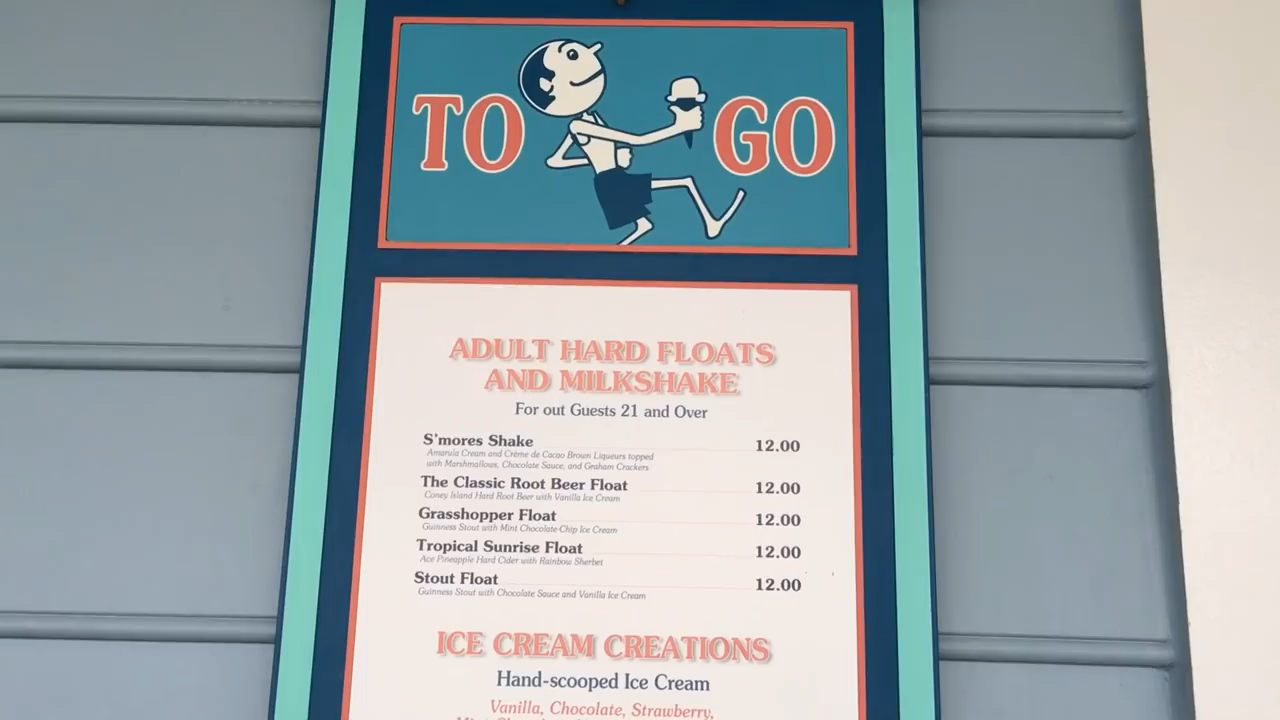 TO GO
ADULT HARD FLOATS
AND MILKSHAKE
For out Guests 21 and Over
S'mores Shake 12.00
Amarula Cream and Crème de Cacao Brown Liqueurs topped
with Marshmallous, Chocolate Sauce, and Graham Crackers
The Classic Root Beer Float 12.00
Coney Island Hard Root Beer with Vanilla Ice Cream
Grasshopper Float 12.00
Guinness Stout with Mint Chocolate-Chip Ice Cream
Tropical Sunrise Float 12.00
Ace Pineapple Hard Cider with Rainbow Sherbet
Stout Float 12.00
Guinness Stout with Chocolate Sauce and Vanilla Ice Cream
ICE CREAM CREATIONS
Hand-scooped Ice Cream
Vanilla, Chocolate, Strawberry,